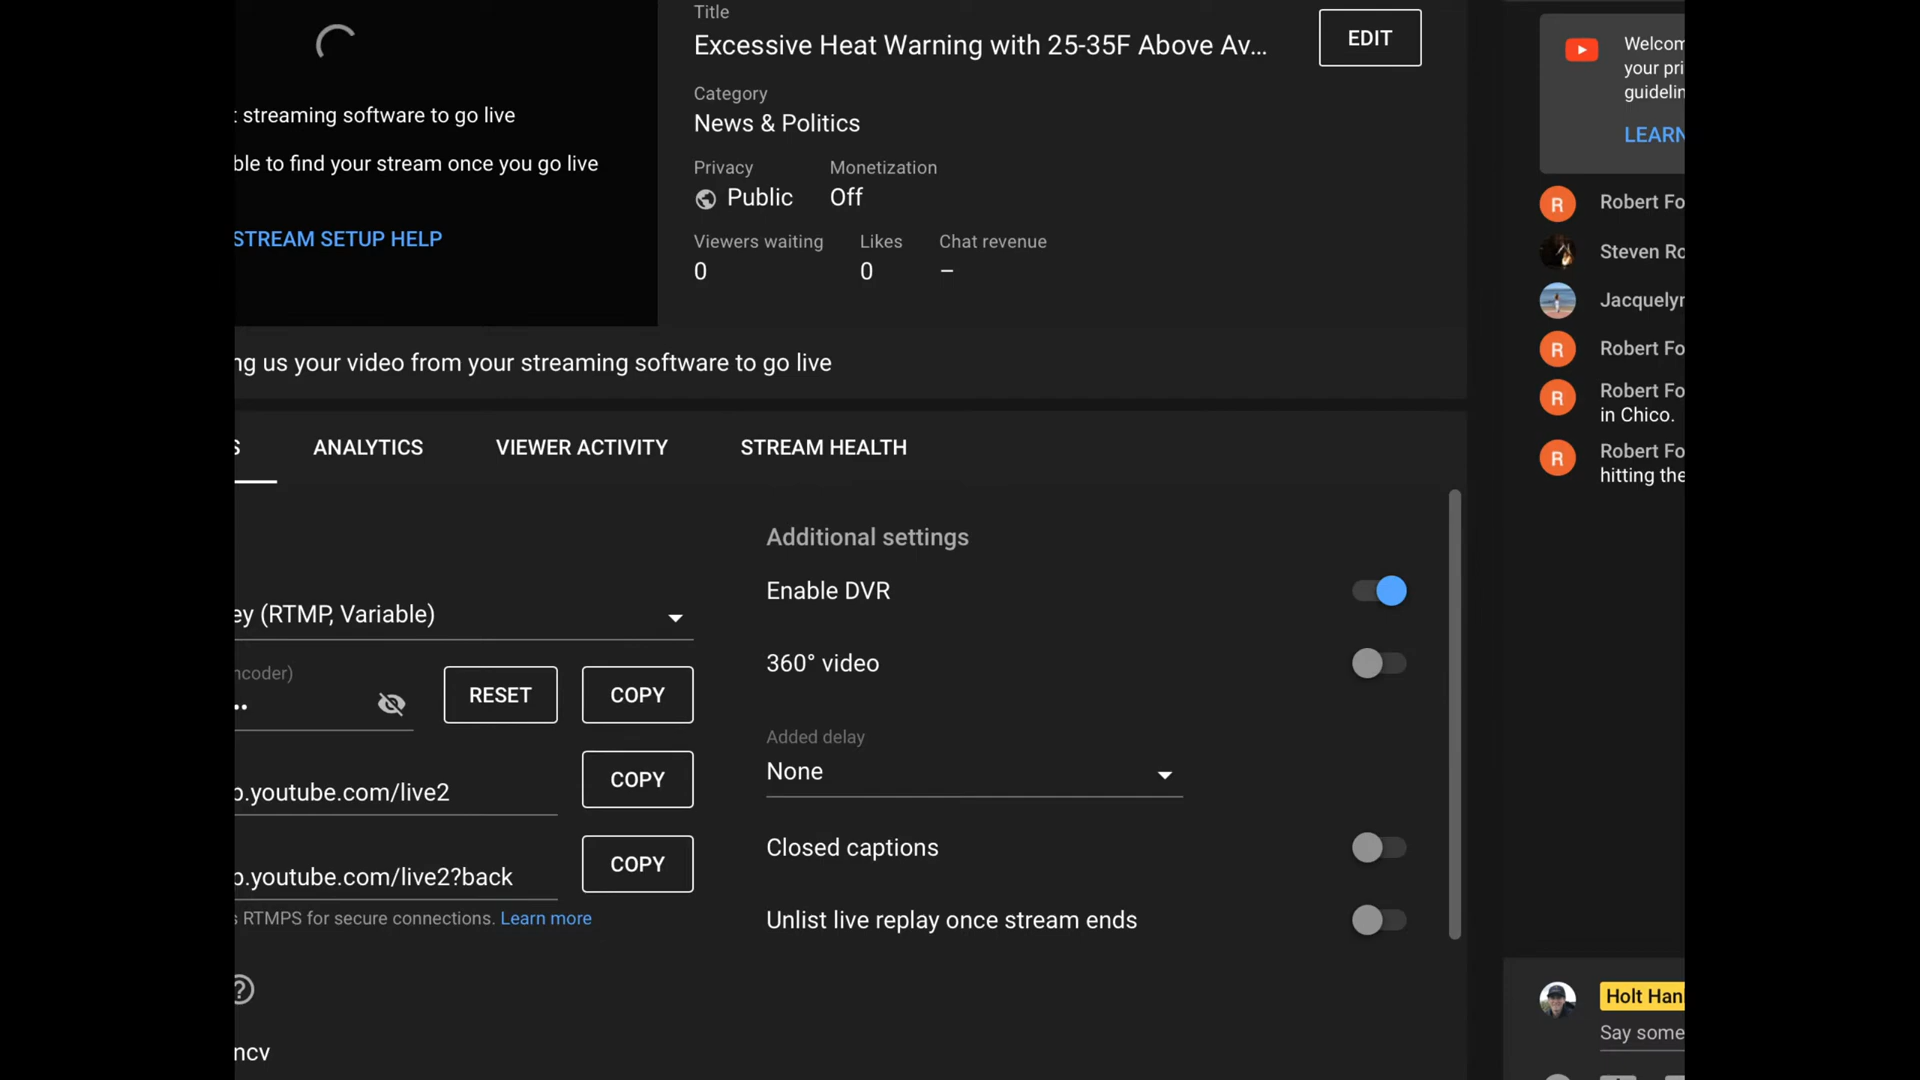 streaming software to go live
ble to find your stream once you go live
STREAM SETUP HELP
Title
Excessive Heat Warning with 25-35F Above Av...
EDIT
Category
News & Politics
Privacy
Public
Monetization
Off
Viewers waiting
0
Likes
0
Chat revenue
–
ng us your video from your streaming software to go live
S
ANALYTICS
VIEWER ACTIVITY
STREAM HEALTH
ey (RTMP, Variable)
ncoder)
••
RESET
COPY
.youtube.com/live2
COPY
.youtube.com/live2?back
COPY
s RTMPS for secure connections. Learn more
ncv
Additional settings
Enable DVR
360° video
Added delay
None
Closed captions
Unlist live replay once stream ends
Welcom
your pri
guidelin
LEARN
R
Robert Fo
Steven Ro
Jacquelyn
R
Robert Fo
R
Robert Fo
in Chico.
R
Robert Fo
hitting the
Holt Han
Say some